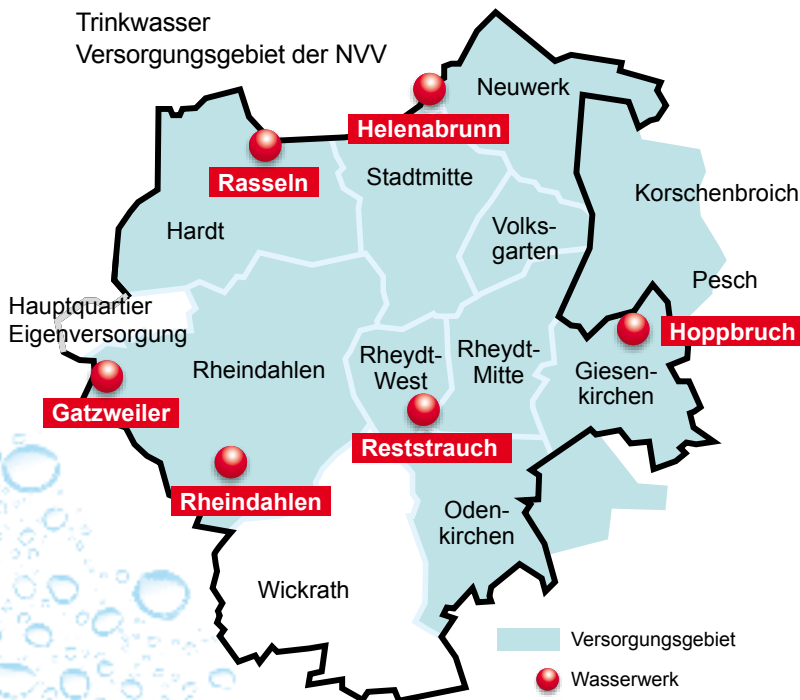 Trinkwasser
Versorgungsgebiet der NVV
Neuwerk
Helenabrunn
Rasseln
Stadtmitte
Korschenbroich
Hardt
Volks-
garten
Pesch
Hauptquartier
Eigenversorgung
Hoppbruch
Rheindahlen
Rheydt-
West
Rheydt-
Mitte
Giesen-
kirchen
Gatzweiler
Reststrauch
Rheindahlen
Oden-
kirchen
Wickrath
Versorgungsgebiet
Wasserwerk